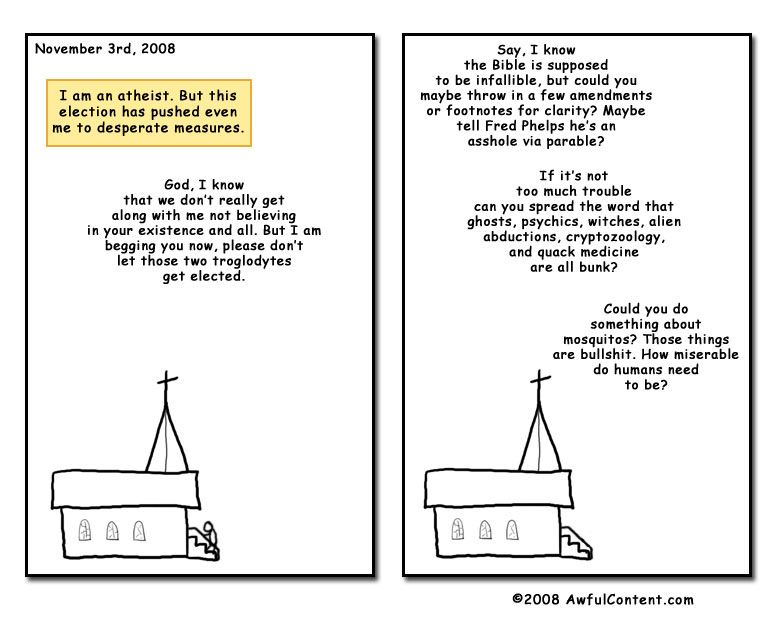 November 3rd, 2008
I am an atheist. But this
election has pushed even
me to desperate measures.
God, I know
that we don't really get
along with me not believing
in your existence and all. But I am
begging you now, please don't
let those two troglodytes
get elected.
Say, I know
the Bible is supposed
to be infallible, but could you
maybe throw in a few amendments
or footnotes for clarity? Maybe
tell Fred Phelps he's an
asshole via parable?
If it's not
too much trouble
can you spread the word that
ghosts, psychics, witches, alien
abductions, cryptozoology,
and quack medicine
are all bunk?
Could you do
something about
mosquitos? Those things
are bullshit. How miserable
do humans need
to be?
©2008 AwfulContent.com